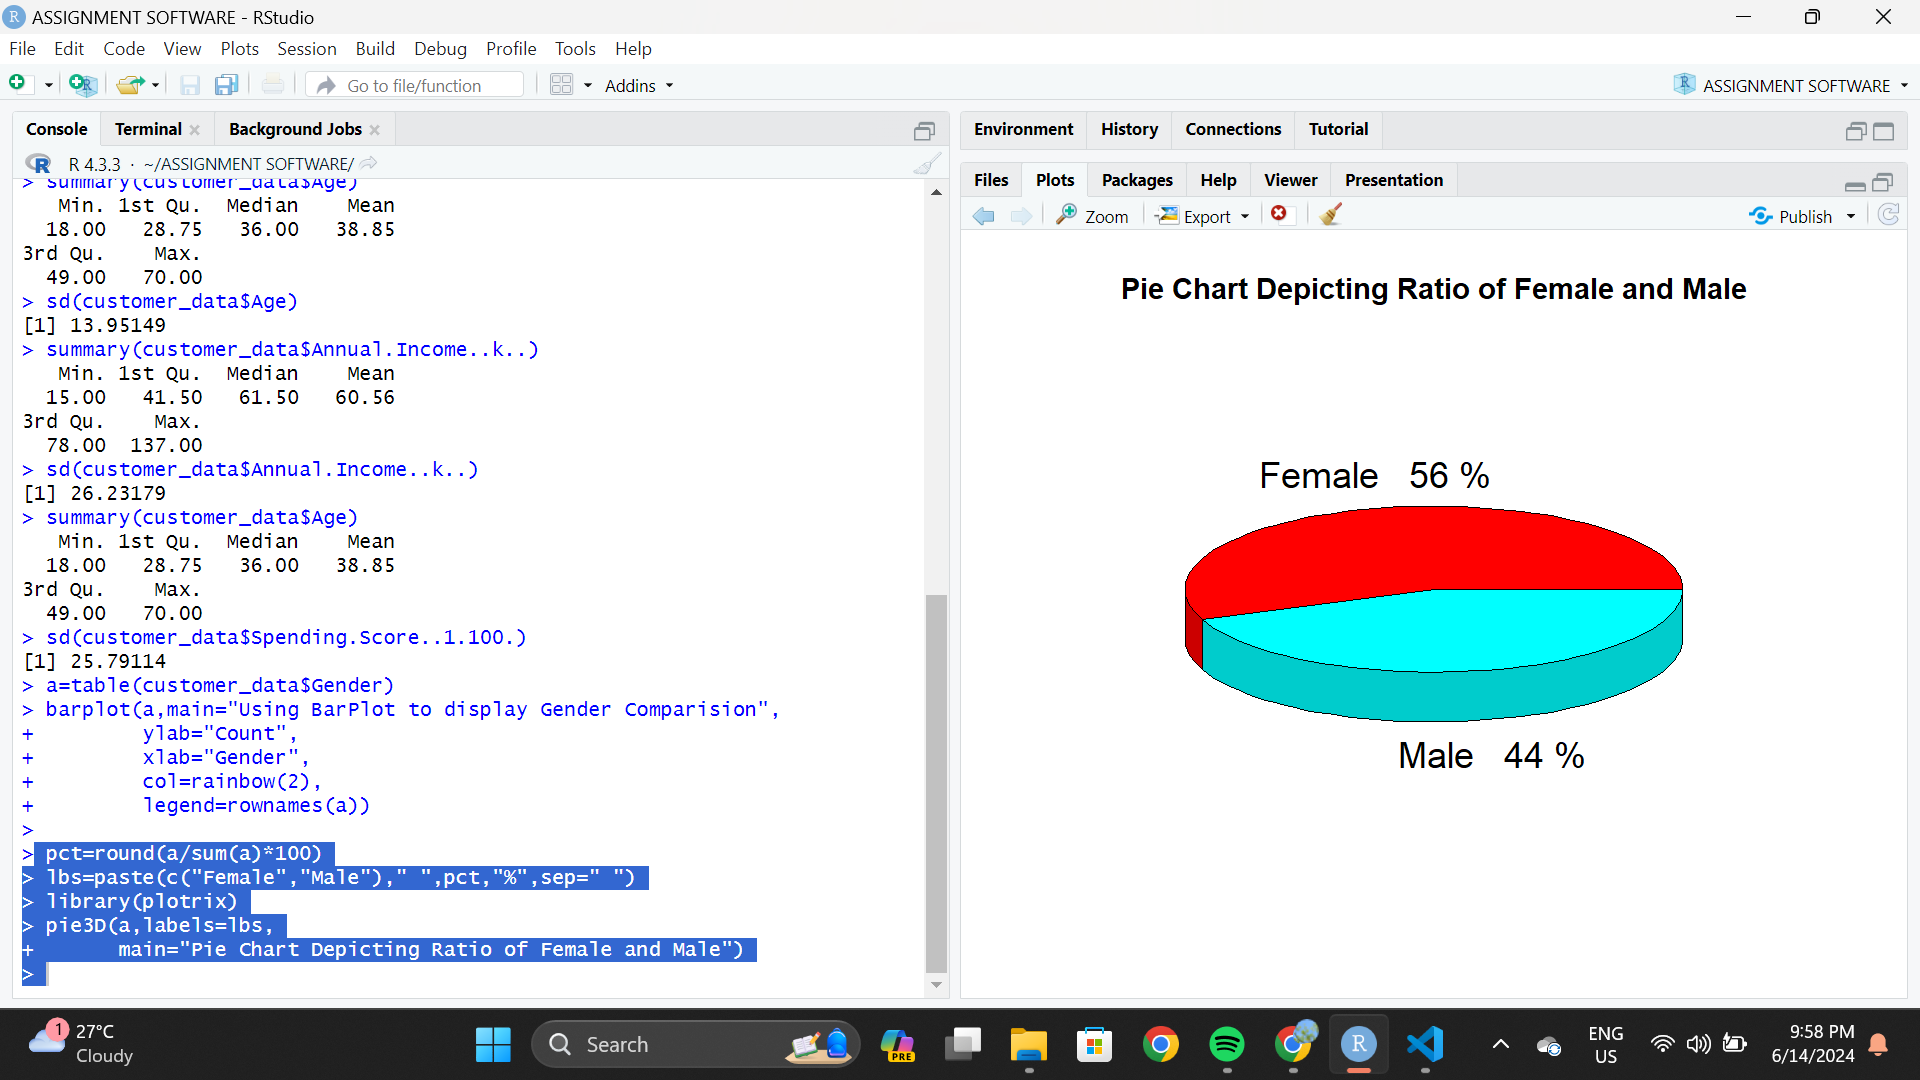 R ASSIGNMENT SOFTWARE - RStudio
File Edit Code View Plots Session Build Debug Profile Tools Help
Go to file/function Addins R ASSIGNMENT SOFTWARE
Console Terminal Background Jobs
R R 4.3.3 · ~/ASSIGNMENT SOFTWARE/
> summary(customer_data$Age)
   Min. 1st Qu.  Median    Mean
  18.00   28.75   36.00   38.85
3rd Qu.    Max.
  49.00   70.00
> sd(customer_data$Age)
[1] 13.95149
> summary(customer_data$Annual.Income..k..)
   Min. 1st Qu.  Median    Mean
  15.00   41.50   61.50   60.56
3rd Qu.    Max.
  78.00  137.00
> sd(customer_data$Annual.Income..k..)
[1] 26.23179
> summary(customer_data$Age)
   Min. 1st Qu.  Median    Mean
  18.00   28.75   36.00   38.85
3rd Qu.    Max.
  49.00   70.00
> sd(customer_data$Spending.Score..1.100.)
[1] 25.79114
> a=table(customer_data$Gender)
> barplot(a,main="Using BarPlot to display Gender Comparision",
+         ylab="Count",
+         xlab="Gender",
+         col=rainbow(2),
+         legend=rownames(a))
>
> pct=round(a/sum(a)*100)
> lbs=paste(c("Female","Male")," ",pct,"%",sep=" ")
> library(plotrix)
> pie3D(a,labels=lbs,
+       main="Pie Chart Depicting Ratio of Female and Male")
>
Environment History Connections Tutorial
Files Plots Packages Help Viewer Presentation
Zoom Export Publish
Pie Chart Depicting Ratio of Female and Male
Female 56 %
Male 44 %
1 27°C
Cloudy
Search
PRE
R
ENG
US
9:58 PM
6/14/2024